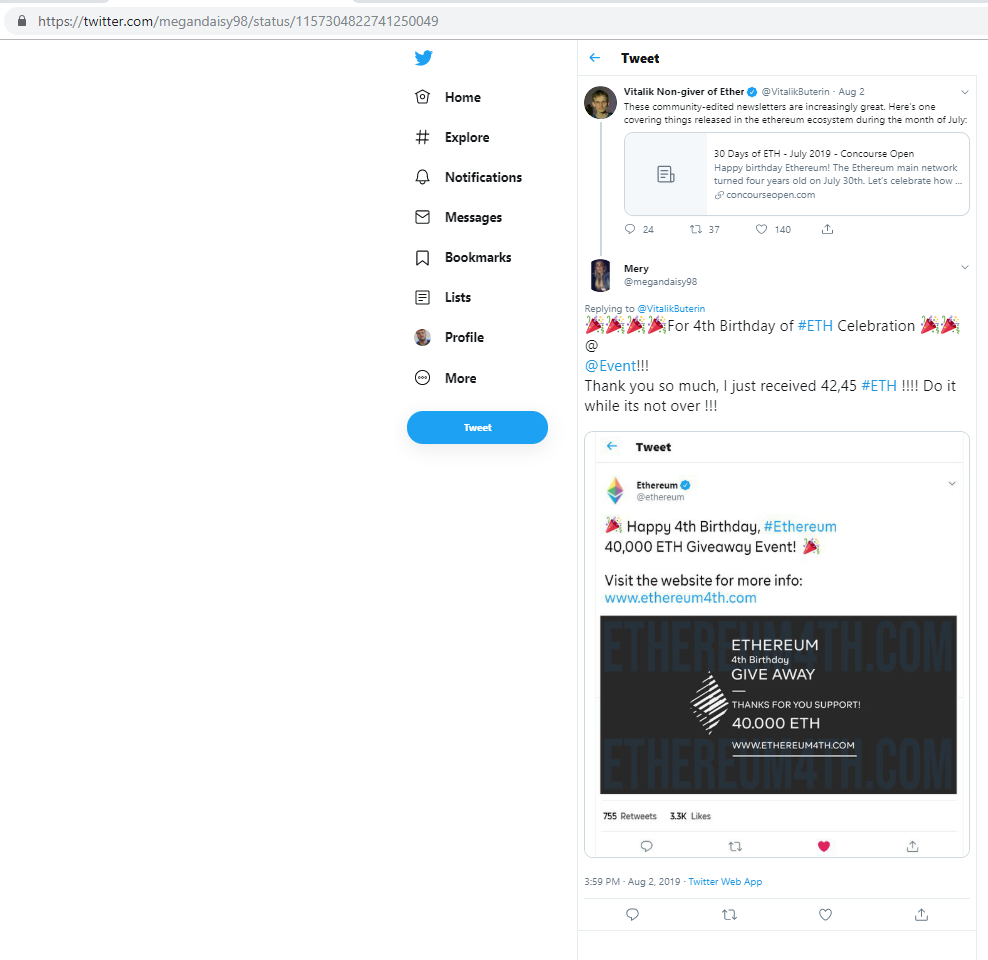 https://twitter.com/megandaisy98/status/1157304822741250049
Home
Explore
Notifications
Messages
Bookmarks
Lists
Profile
More
Tweet
Tweet
Vitalik Non-giver of Ether @VitalikButerin · Aug 2
These community-edited newsletters are increasingly great. Here's one
covering things released in the ethereum ecosystem during the month of July:
30 Days of ETH - July 2019 - Concourse Open
Happy birthday Ethereum! The Ethereum main network
turned four years old on July 30th. Let's celebrate how ...
concourseopen.com
24 37 140
Mery
@megandaisy98
Replying to @VitalikButerin
🎉🎉🎉🎉For 4th Birthday of #ETH Celebration 🎉🎉
@
@Event!!!
Thank you so much, I just received 42,45 #ETH !!!! Do it
while its not over !!!
Tweet
Ethereum
@ethereum
🎉 Happy 4th Birthday, #Ethereum
40,000 ETH Giveaway Event! 🎉
Visit the website for more info:
www.ethereum4th.com
ETHEREUM4TH.COM
ETHEREUM
4th Birthday
GIVE AWAY
THANKS FOR YOU SUPPORT!
40.000 ETH
WWW.ETHEREUM4TH.COM
ETHEREUM4TH.COM
755 Retweets 3.3K Likes
3:59 PM · Aug 2, 2019 · Twitter Web App